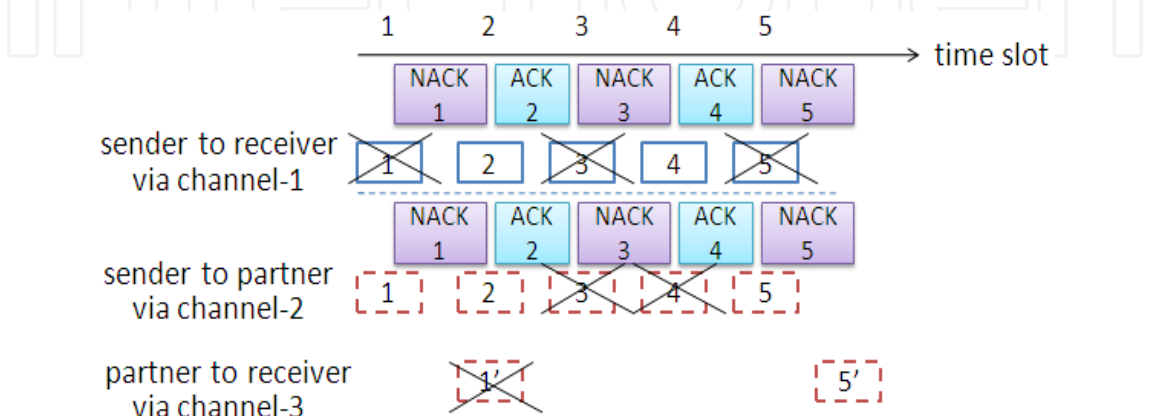 1 2 3 4 5
time slot
NACK ACK NACK ACK NACK
1 2 3 4 5
sender to receiver
via channel-1
1 2 3 4 5
NACK ACK NACK ACK NACK
1 2 3 4 5
sender to partner
via channel-2
1 2 3 4 5
partner to receiver
via channel-3
1′ 5′